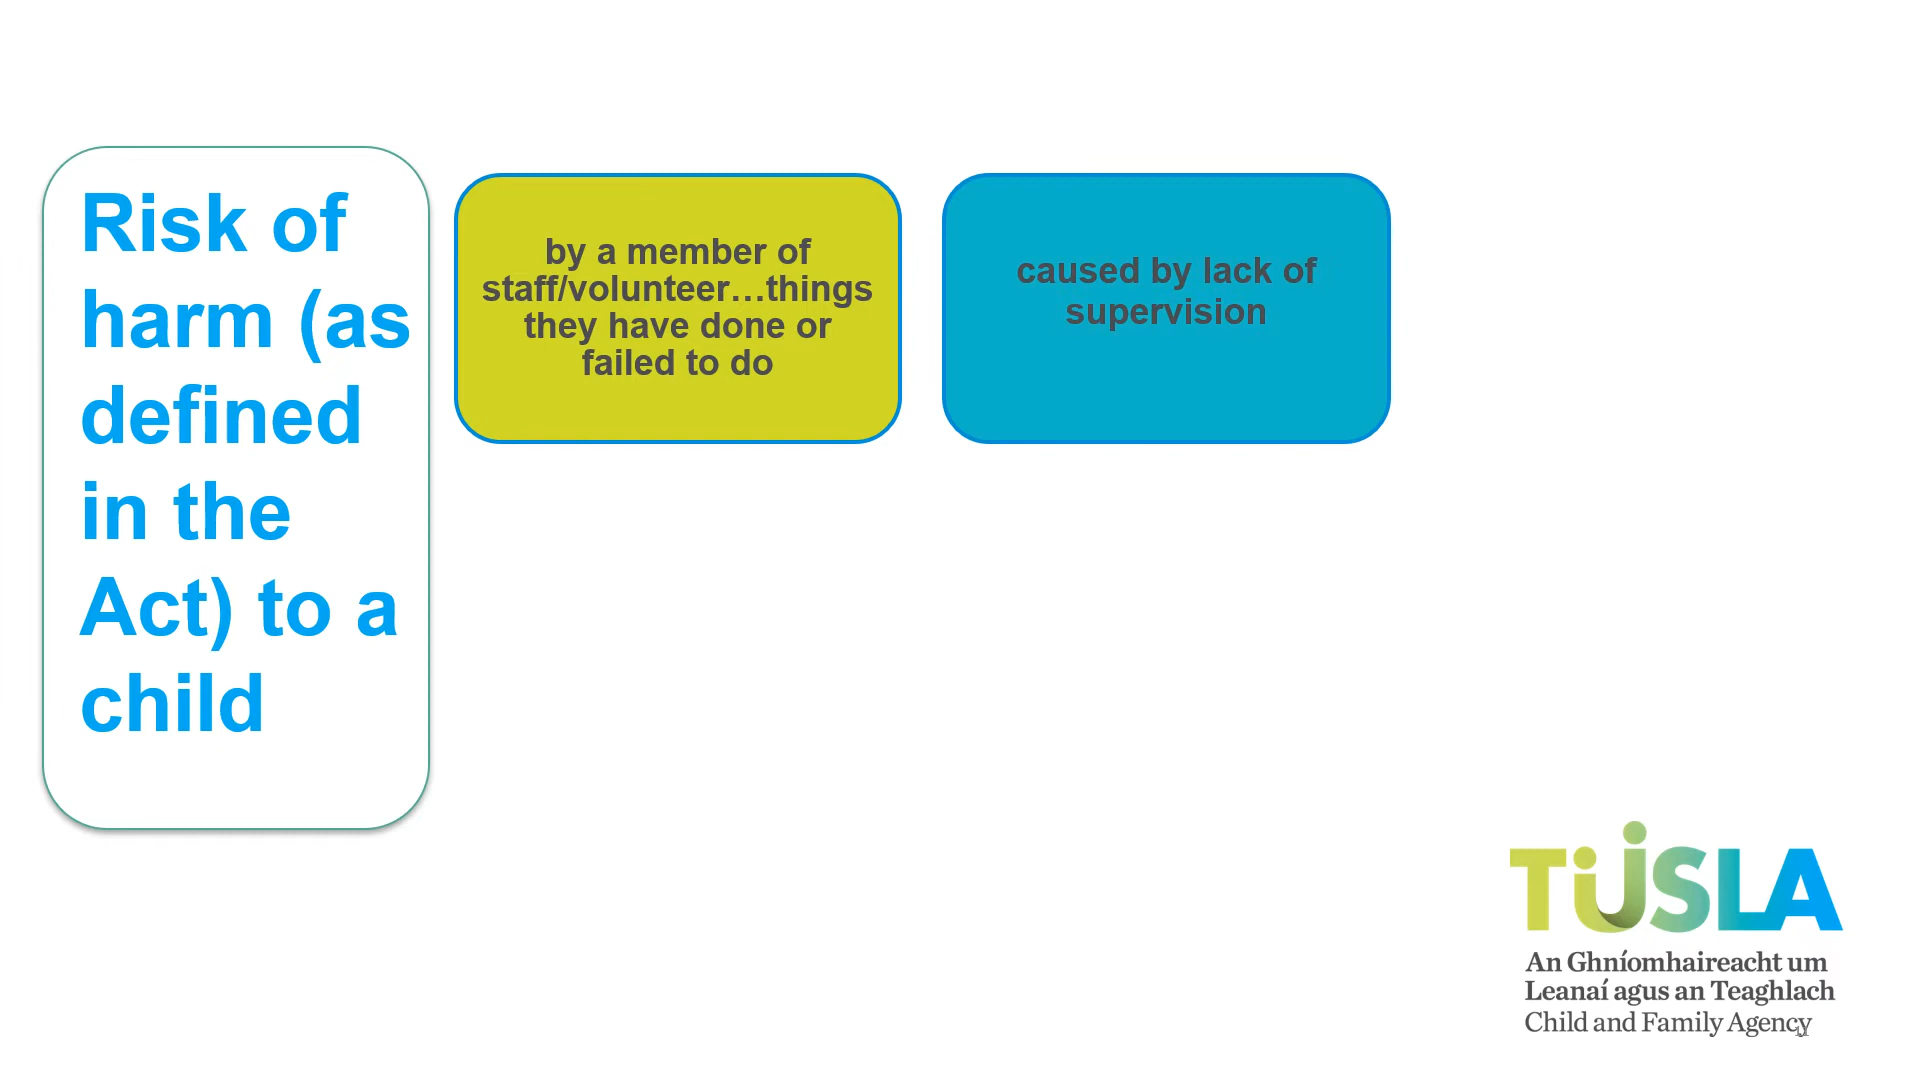 Risk of
harm (as
defined
in the
Act) to a
child
by a member of
staff/volunteer…things
they have done or
failed to do
caused by lack of
supervision
TUSLA
An Ghníomhaireacht um
Leanaí agus an Teaghlach
Child and Family Agency